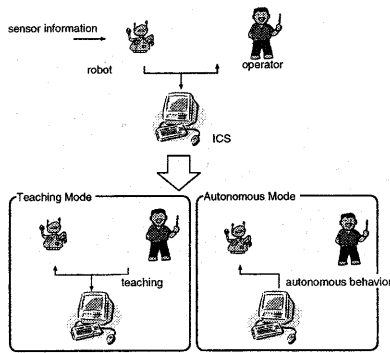 sensor information
robot
operator
ICS
Teaching Mode
teaching
Autonomous Mode
autonomous behavior